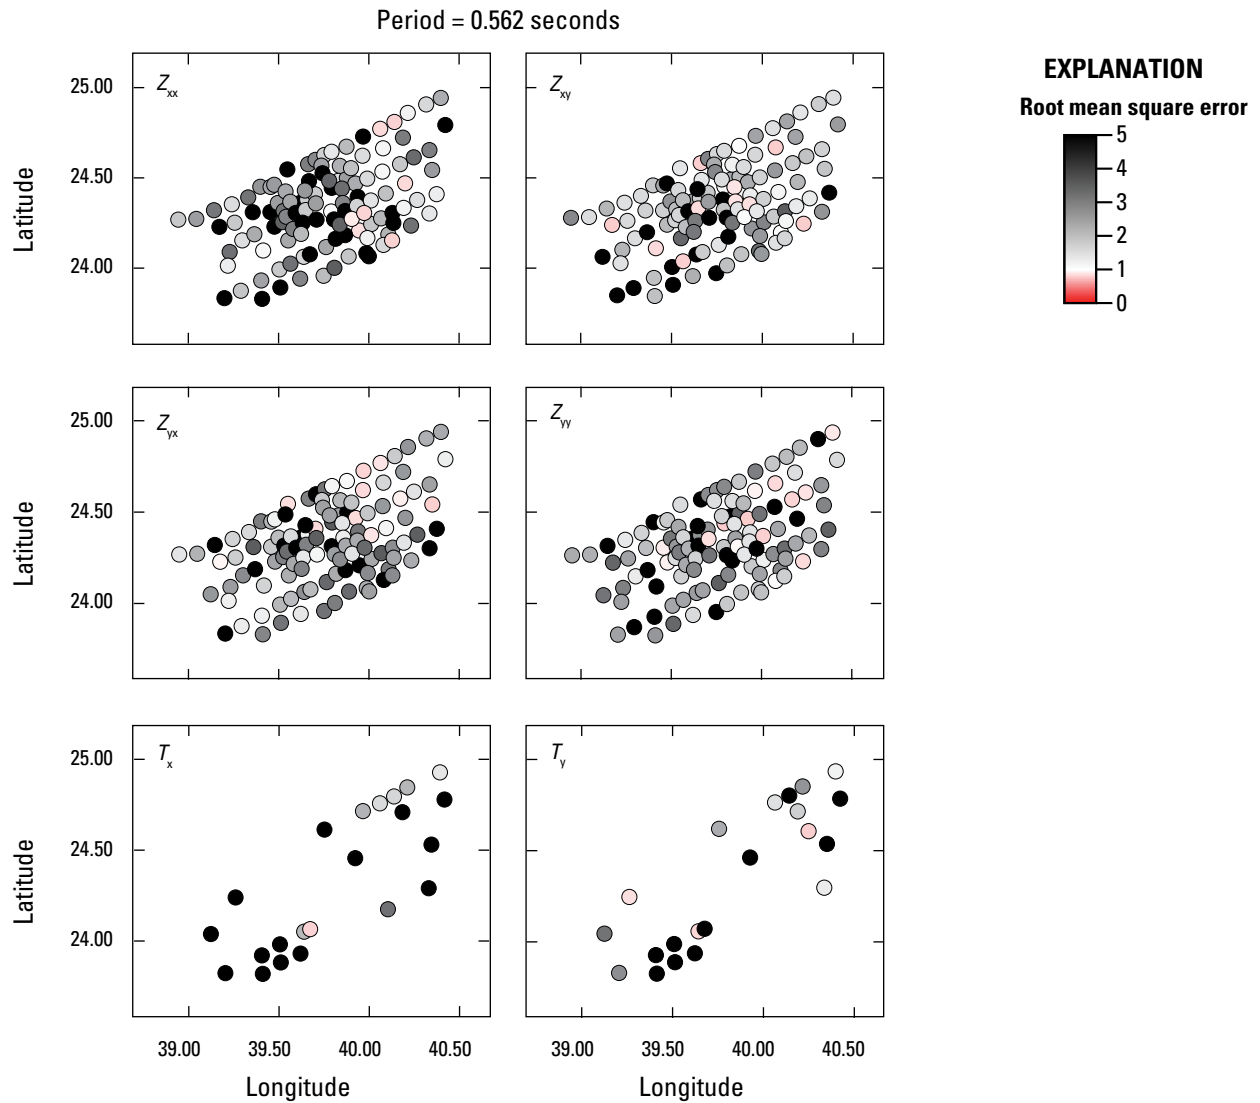 Period = 0.562 seconds
EXPLANATION
Root mean square error
5
4
3
2
1
0
Latitude
25.00
24.50
24.00
Zxx
Zxy
Latitude
25.00
24.50
24.00
Zyx
Zyy
Latitude
25.00
24.50
24.00
Tx
Ty
39.00 39.50 40.00 40.50
39.00 39.50 40.00 40.50
Longitude
Longitude